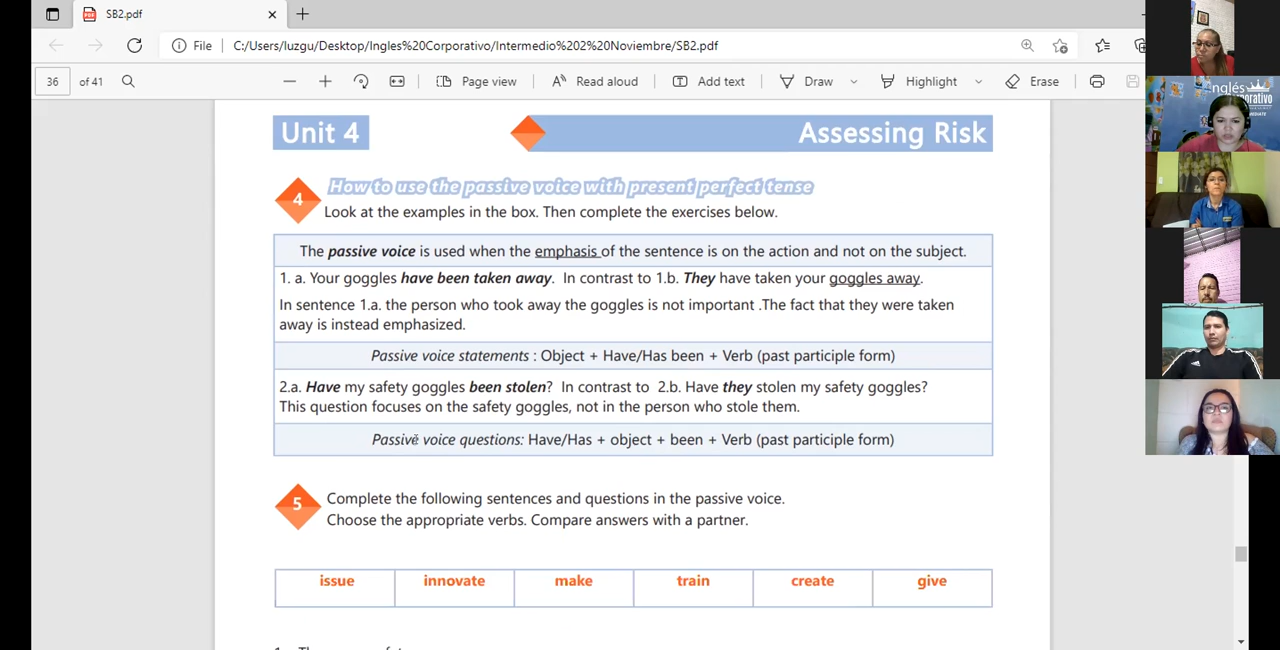 SB2.pdf
File C:/Users/luzgu/Desktop/Ingles%20Corporativo/Intermedio%202%20Noviembre/SB2.pdf
36 of 41 Page view Read aloud Add text Draw Highlight Erase
Unit 4 Assessing Risk
4 How to use the passive voice with present perfect tense
Look at the examples in the box. Then complete the exercises below.
The passive voice is used when the emphasis of the sentence is on the action and not on the subject.
1. a. Your goggles have been taken away. In contrast to 1.b. They have taken your goggles away.
In sentence 1.a. the person who took away the goggles is not important .The fact that they were taken
away is instead emphasized.
Passive voice statements : Object + Have/Has been + Verb (past participle form)
2.a. Have my safety goggles been stolen? In contrast to 2.b. Have they stolen my safety goggles?
This question focuses on the safety goggles, not in the person who stole them.
Passive voice questions: Have/Has + object + been + Verb (past participle form)
5 Complete the following sentences and questions in the passive voice.
Choose the appropriate verbs. Compare answers with a partner.
issue innovate make train create give